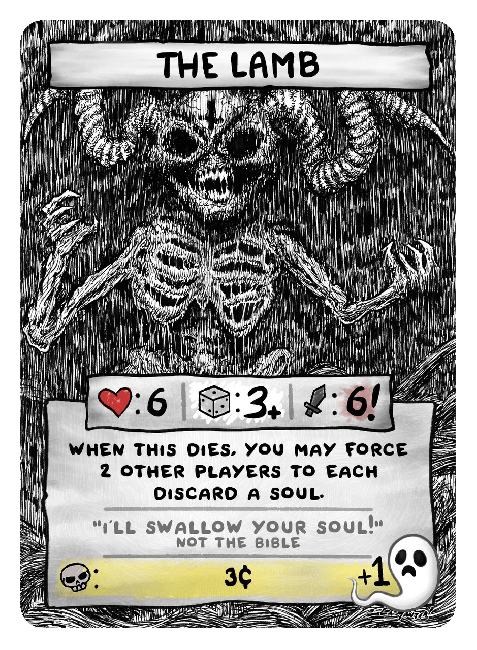 THE LAMB
:6 :3+ :6!
WHEN THIS DIES, YOU MAY FORCE
2 OTHER PLAYERS TO EACH
DISCARD A SOUL.
"I'LL SWALLOW YOUR SOUL!"
NOT THE BIBLE
: 3¢ +1